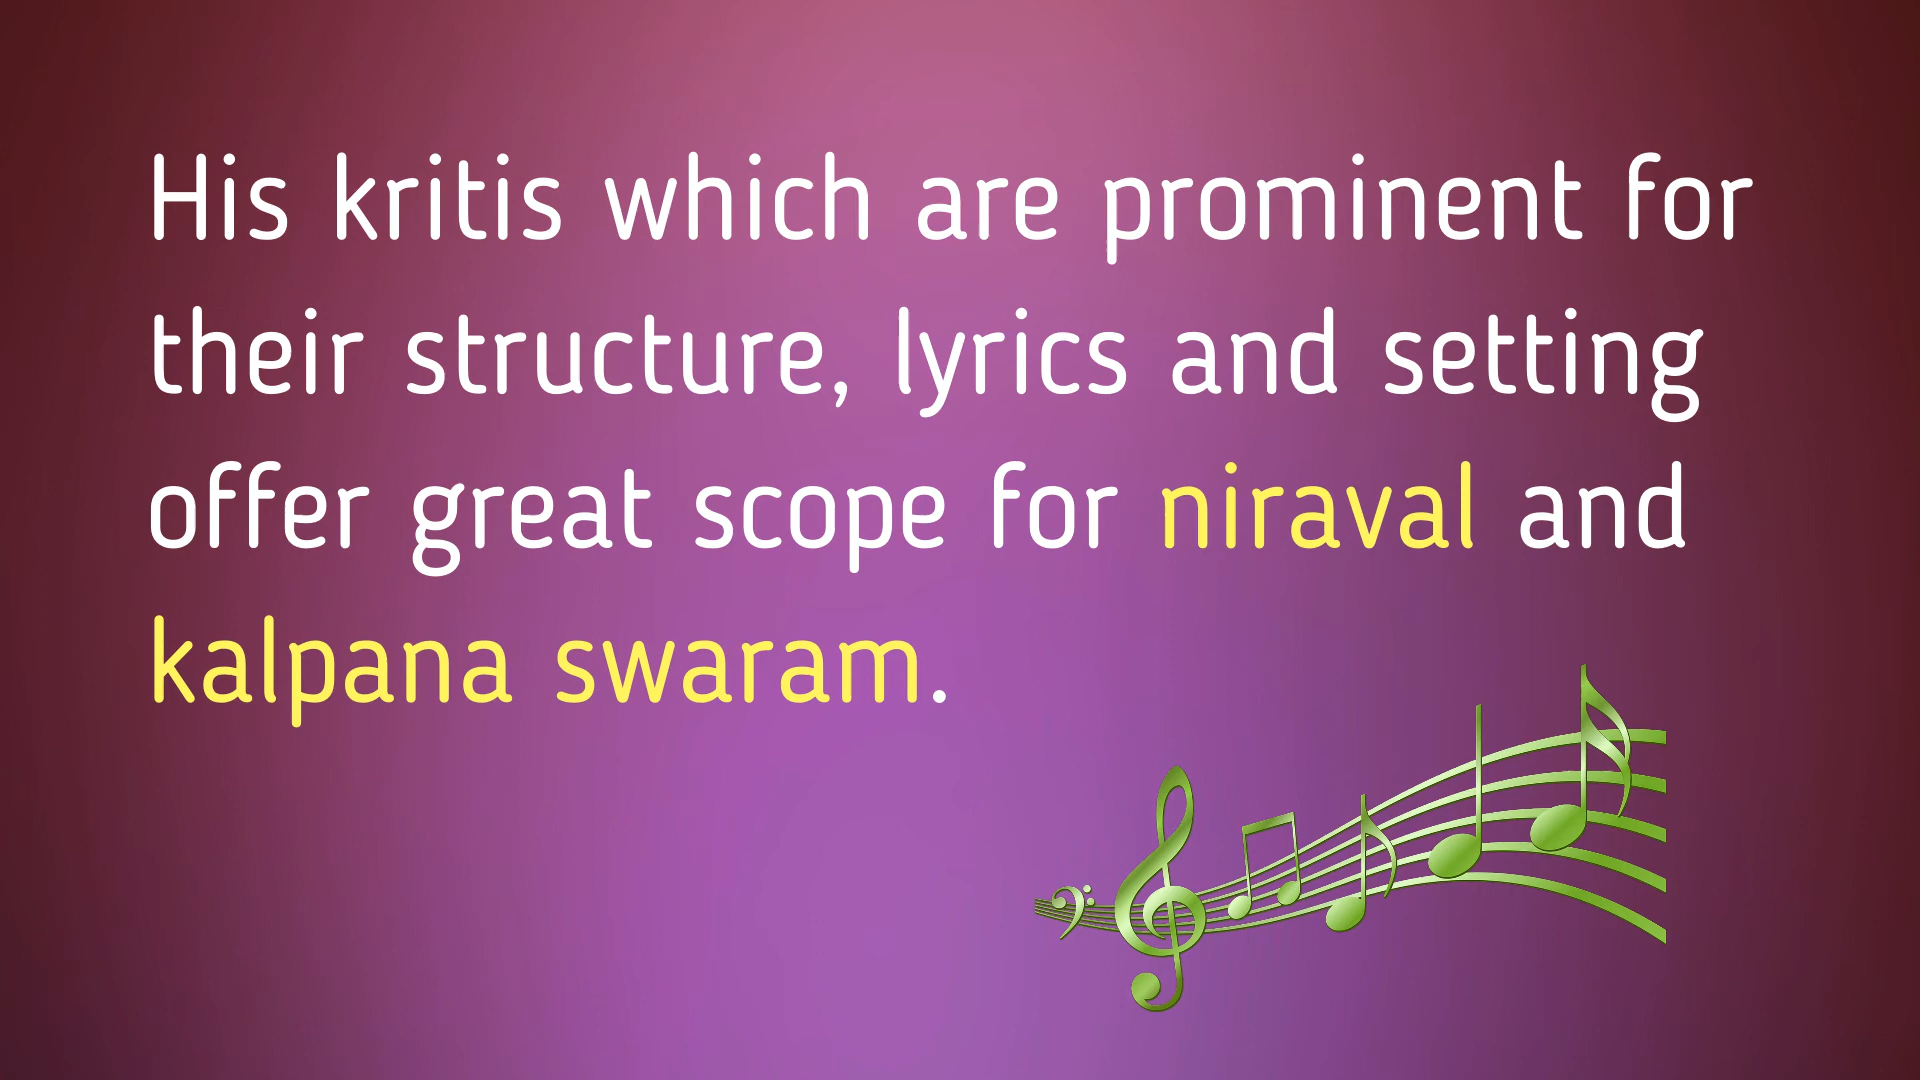 His kritis which are prominent for
their structure, lyrics and setting
offer great scope for niraval and
kalpana swaram.